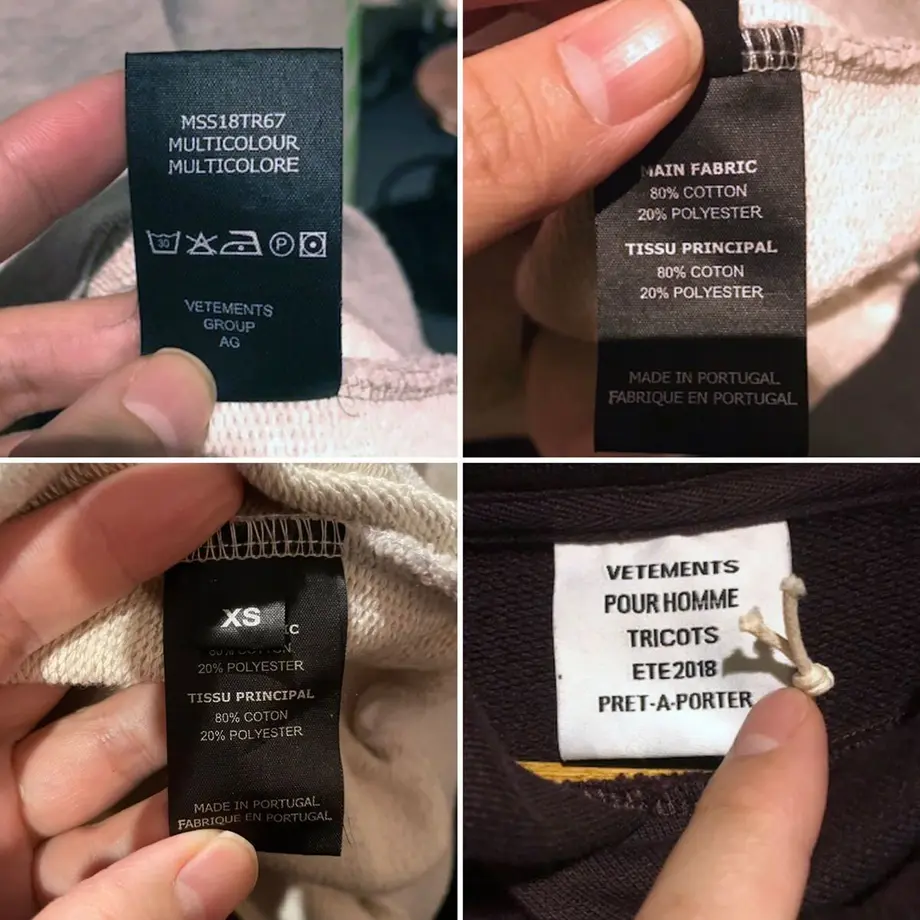 MSS18TR67
MULTICOLOUR
MULTICOLORE
30
P
VETEMENTS
GROUP
AG
MAIN FABRIC
80% COTTON
20% POLYESTER
TISSU PRINCIPAL
80% COTON
20% POLYESTER
MADE IN PORTUGAL
FABRIQUE EN PORTUGAL
XS
20% POLYESTER
TISSU PRINCIPAL
80% COTON
20% POLYESTER
MADE IN PORTUGAL
FABRIQUE EN PORTUGAL
VETEMENTS
POUR HOMME
TRICOTS
ETE 2018
PRET-A-PORTER